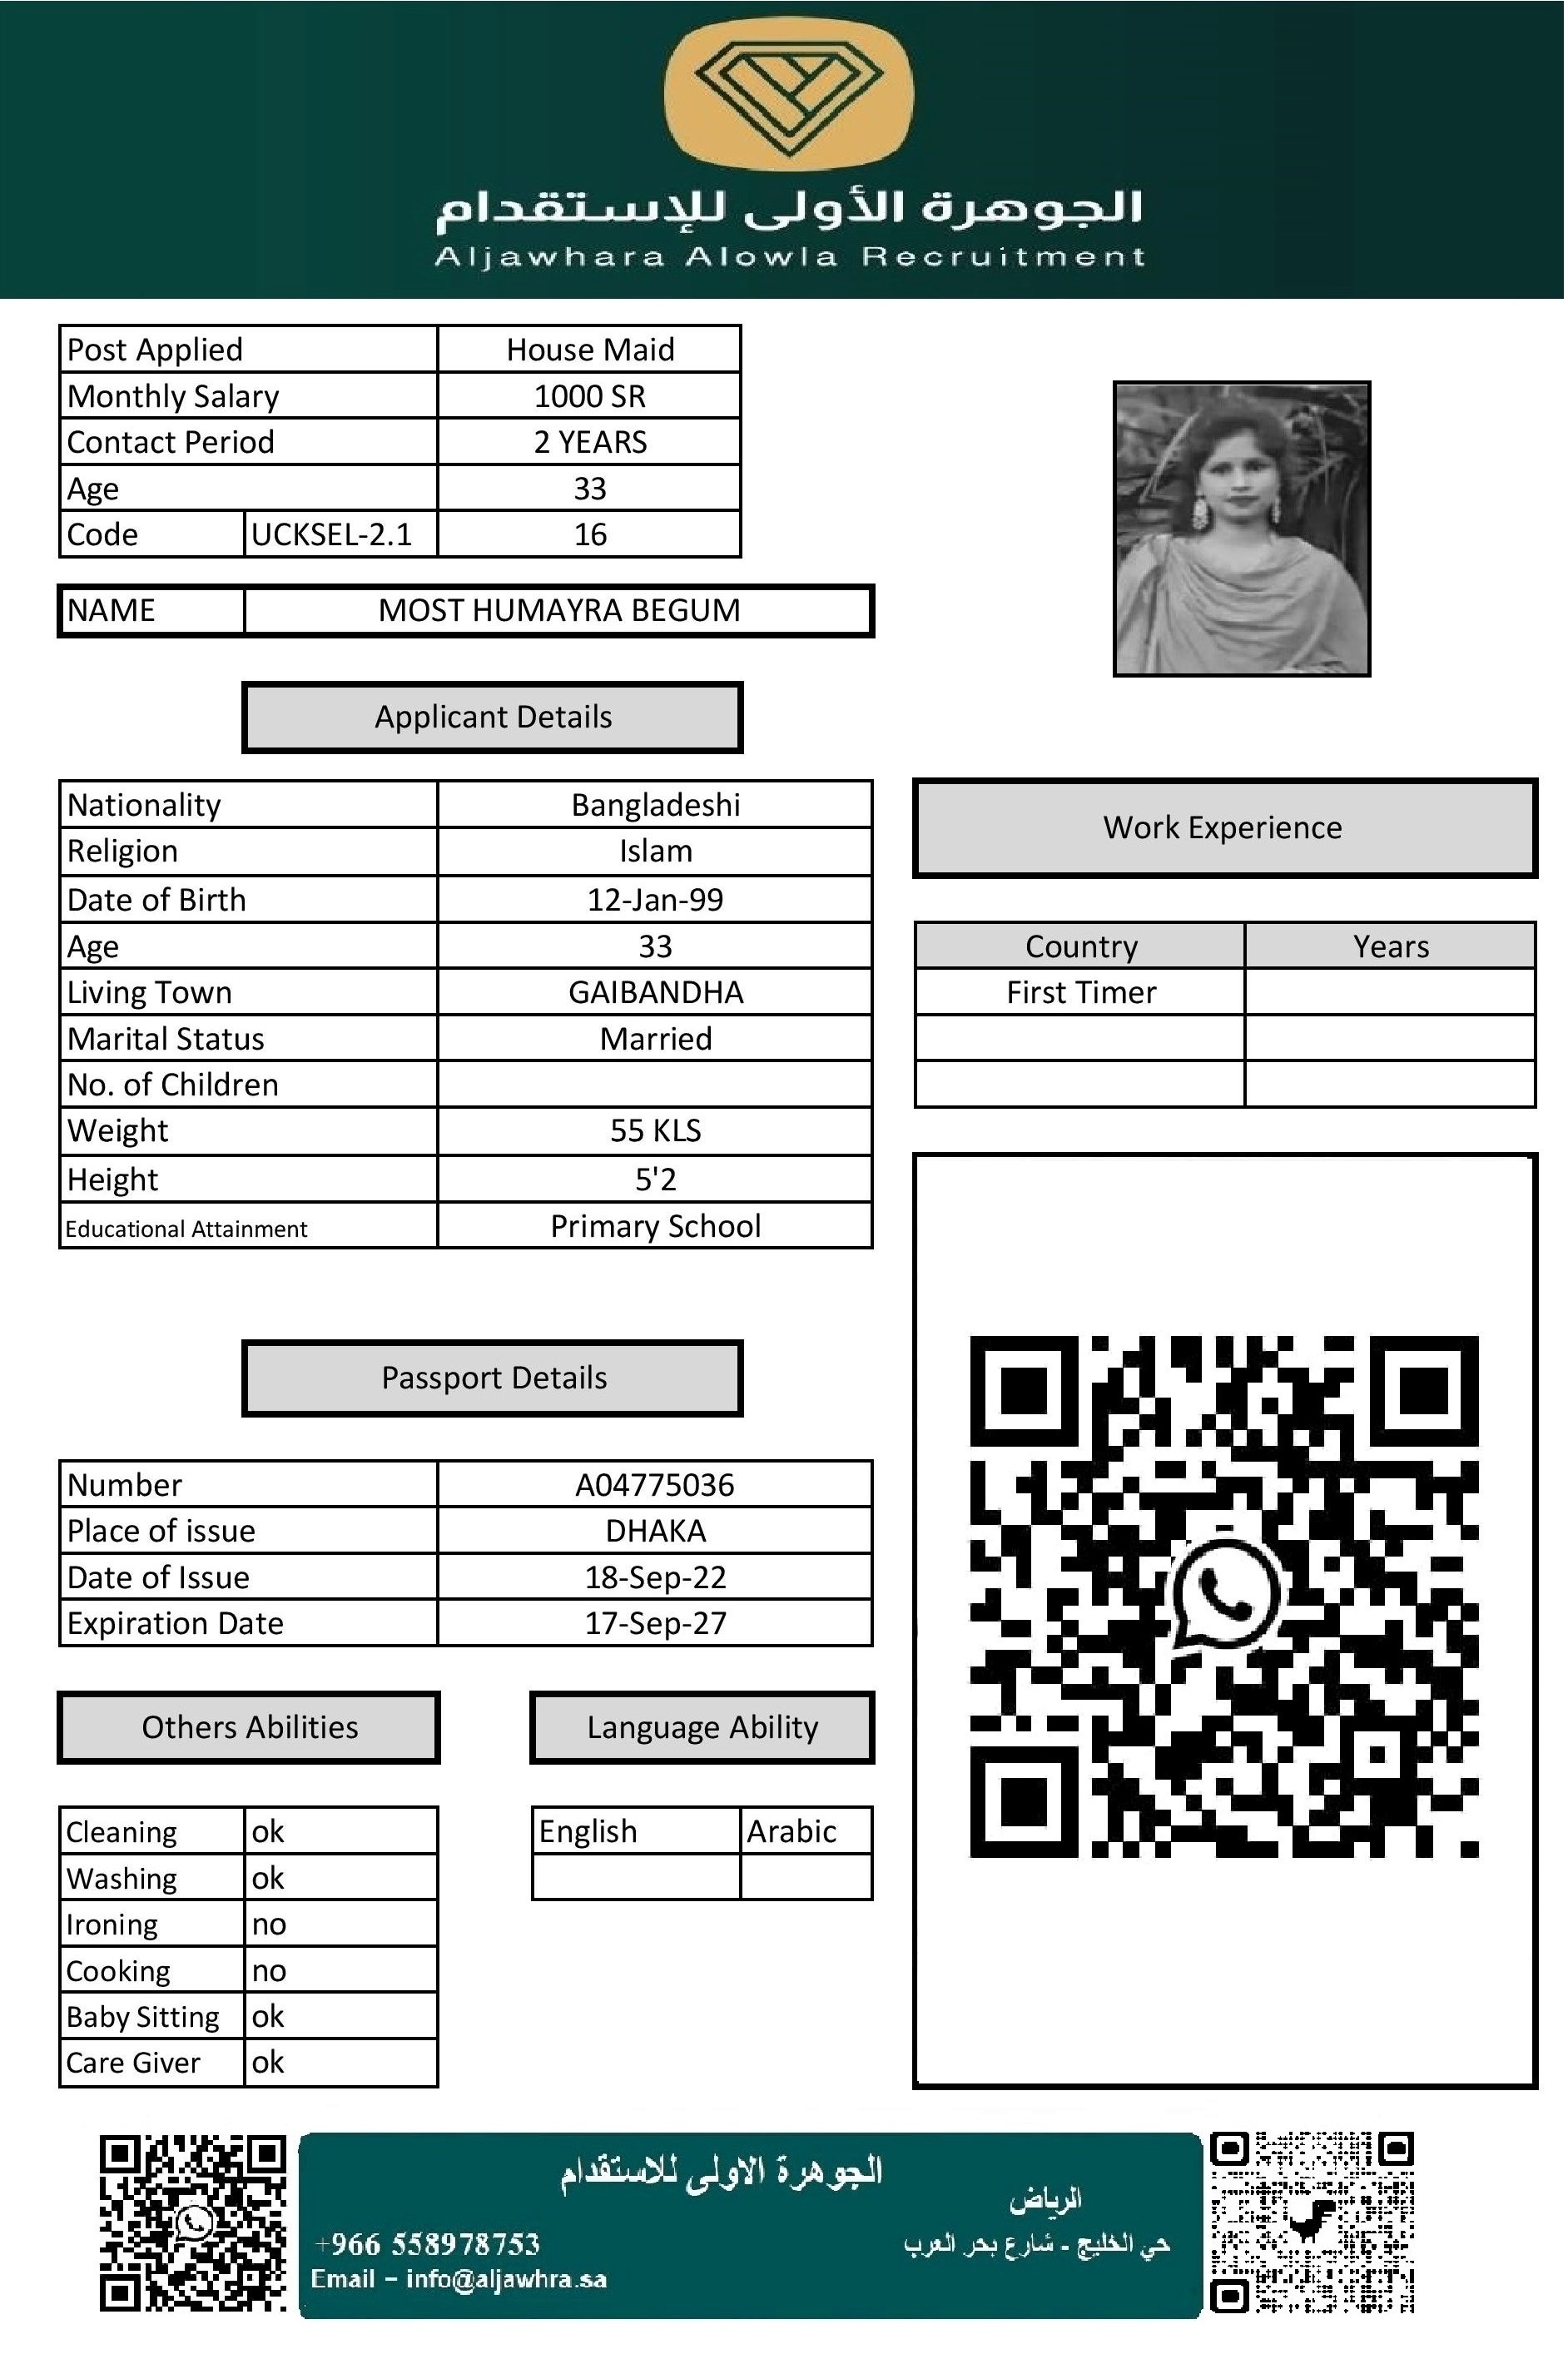 الجوهرة الأولى للإستقدام
Aljawhara Alowla Recruitment
Post Applied House Maid
Monthly Salary 1000 SR
Contact Period 2 YEARS
Age 33
Code UCKSEL-2.1 16
NAME MOST HUMAYRA BEGUM
Applicant Details
Nationality Bangladeshi
Religion Islam
Date of Birth 12-Jan-99
Age 33
Living Town GAIBANDHA
Marital Status Married
No. of Children
Weight 55 KLS
Height 5'2
Educational Attainment Primary School
Work Experience
Country Years
First Timer
Passport Details
Number A04775036
Place of issue DHAKA
Date of Issue 18-Sep-22
Expiration Date 17-Sep-27
Others Abilities
Cleaning ok
Washing ok
Ironing no
Cooking no
Baby Sitting ok
Care Giver ok
Language Ability
English Arabic
الجوهرة الاولى للاستقدام
الرياض
حي الخليج - شارع بحر العرب
+966 558978753
Email – info@aljawhra.sa